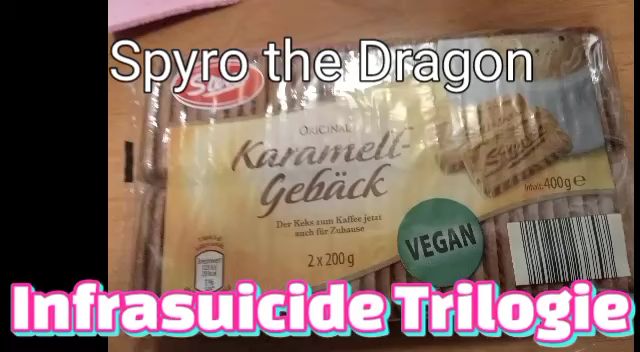 Spyro the Dragon
ORIGINAL
Karamell-
Gebäck
Der Keks zum Kaffee jetzt
auch für Zuhause
2 x 200 g
VEGAN
Inhalt: 400 g e
Infrasuicide Trilogie